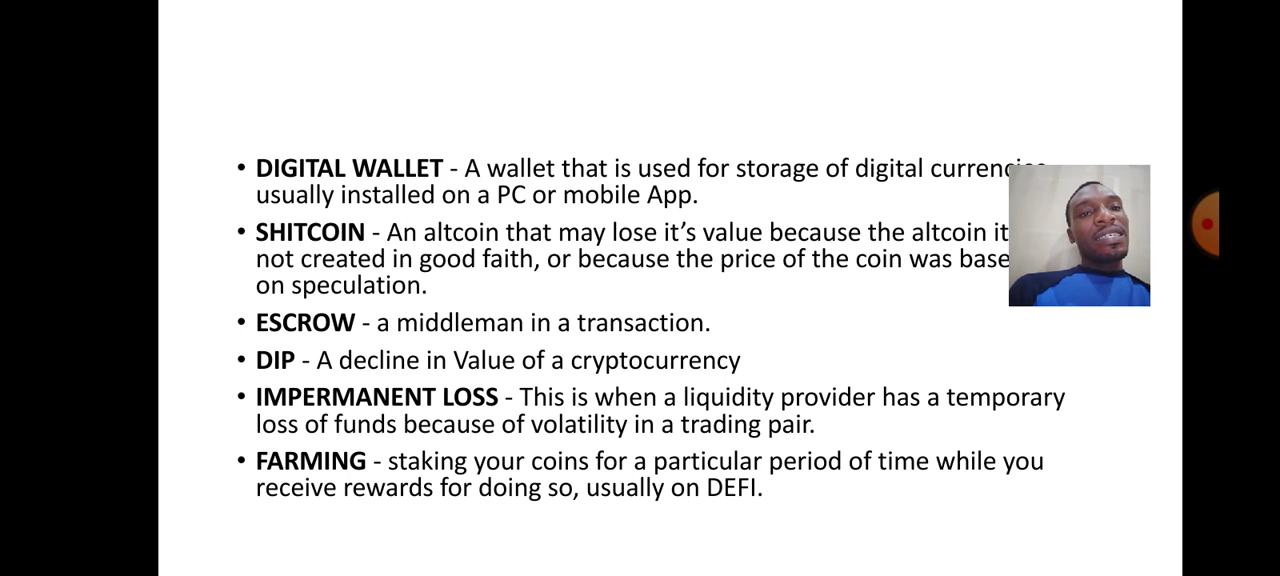 • DIGITAL WALLET - A wallet that is used for storage of digital
usually installed on a PC or mobile App.
• SHITCOIN - An altcoin that may lose it’s value because the altcoin
not created in good faith, or because the price of the coin was
on speculation.
• ESCROW - a middleman in a transaction.
• DIP - A decline in Value of a cryptocurrency
• IMPERMANENT LOSS - This is when a liquidity provider has a temporary
loss of funds because of volatility in a trading pair.
• FARMING - staking your coins for a particular period of time while you
receive rewards for doing so, usually on DEFI.